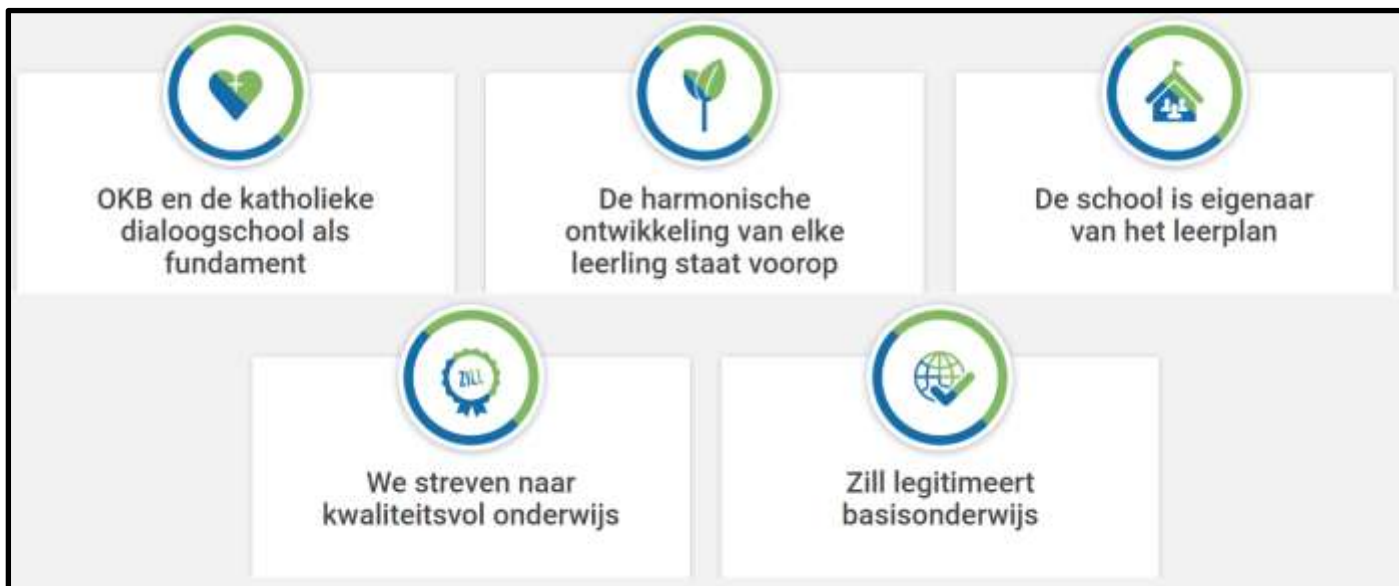 OKB en de katholieke
dialoogschool als
fundament
De harmonische
ontwikkeling van elke
leerling staat voorop
De school is eigenaar
van het leerplan
ZILL
We streven naar
kwaliteitsvol onderwijs
Zill legitimeert
basisonderwijs